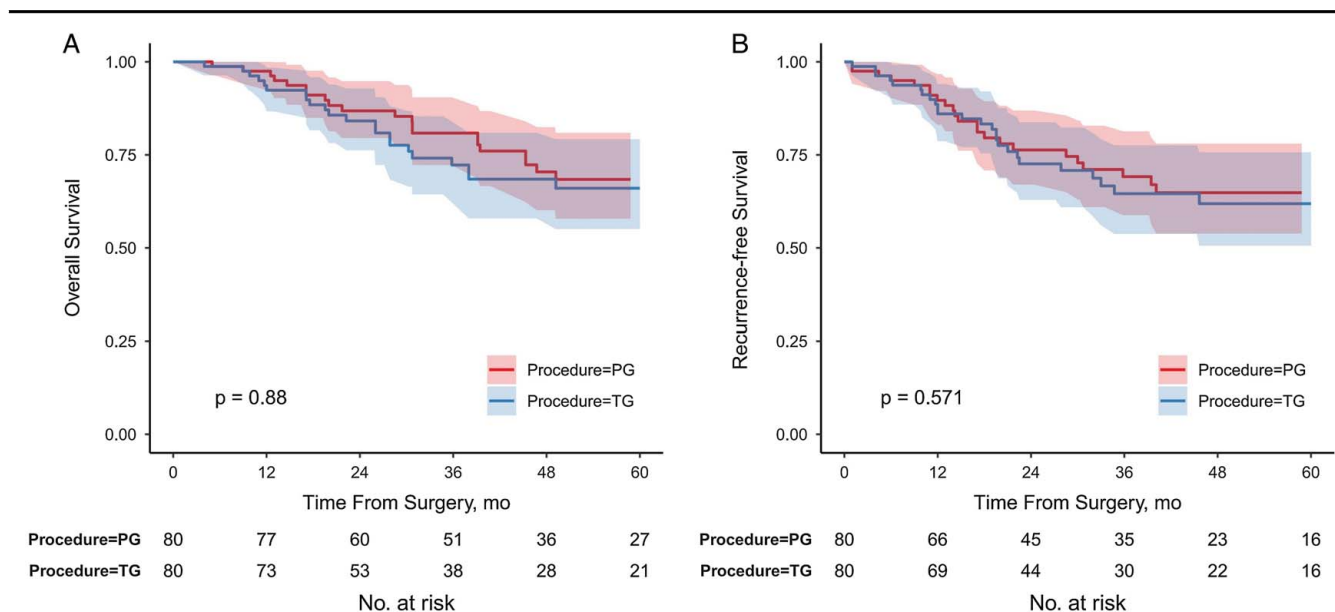 A
1.00
0.75
0.50
0.25
0.00
Overall Survival
Procedure=PG
Procedure=TG
p = 0.88
0 12 24 36 48 60
Time From Surgery, mo
Procedure=PG 80 77 60 51 36 27
Procedure=TG 80 73 53 38 28 21
No. at risk
B
1.00
0.75
0.50
0.25
0.00
Recurrence-free Survival
Procedure=PG
Procedure=TG
p = 0.571
0 12 24 36 48 60
Time From Surgery, mo
Procedure=PG 80 66 45 35 23 16
Procedure=TG 80 69 44 30 22 16
No. at risk